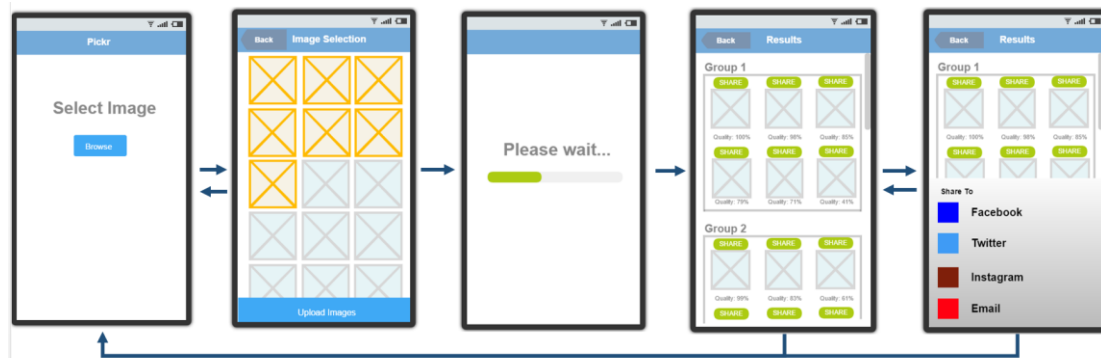 Pickr
Select Image
Browse
Back Image Selection
Upload Images
Please wait...
Back Results
Group 1
SHARE SHARE SHARE
Quality: 100% Quality: 98% Quality: 85%
SHARE SHARE SHARE
Quality: 79% Quality: 71% Quality: 41%
Group 2
SHARE SHARE SHARE
Quality: 99% Quality: 83% Quality: 61%
SHARE SHARE SHARE
Back Results
Group 1
SHARE SHARE SHARE
Quality: 100% Quality: 98% Quality: 85%
SHARE SHARE SHARE
Share To
Facebook
Twitter
Instagram
Email